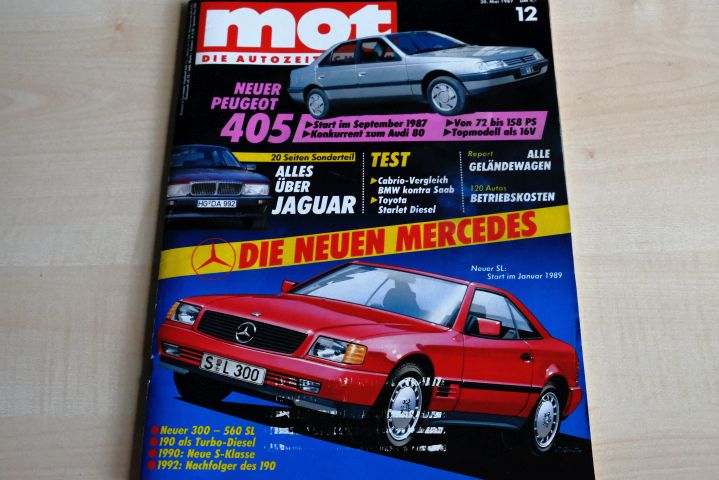 mot
DIE AUTOZEIT
30. Mai 1987
12
NEUER
PEUGEOT
405
Start im September 1987
Konkurrent zum Audi 80
Von 72 bis 158 PS
Topmodell als 16V
20 Seiten Sonderteil
ALLES
ÜBER
JAGUAR
HG DA 992
TEST
Cabrio-Vergleich
BMW kontra Saab
Toyota
Starlet Diesel
Report ALLE
GELÄNDEWAGEN
120 Autos
BETRIEBSKOSTEN
DIE NEUEN MERCEDES
Neuer SL:
Start im Januar 1989
S L 300
Neuer 300 – 560 SL
190 als Turbo-Diesel
1990: Neue S-Klasse
1992: Nachfolger des 190